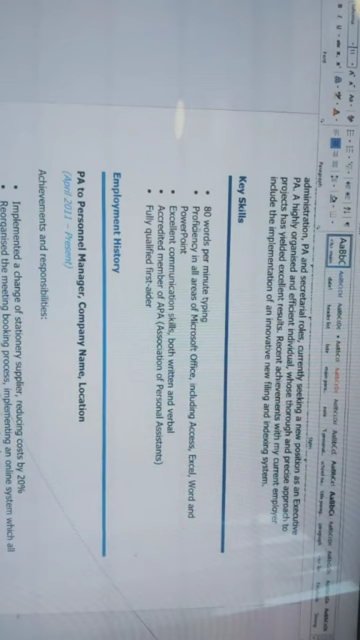 administration, PA and secretarial roles, currently seeking a new position as an Executive
PA. A highly organised and efficient individual, whose thorough and precise approach to
projects has yielded excellent results. Recent achievements with my current employer
include the implementation of an innovative new filing and indexing system.
Key Skills
• 80 words per minute typing
• Proficiency in all areas of Microsoft Office, including Access, Excel, Word and
PowerPoint
• Excellent communication skills, both written and verbal
• Accredited member of APA (Association of Personal Assistants)
• Fully qualified first-aider
Employment History
PA to Personnel Manager, Company Name, Location
(April 2011 – Present)
Achievements and responsibilities:
• Implemented a change of stationery supplier, reducing costs by 20%
• Reorganised the meeting booking process, implementing an online system which all